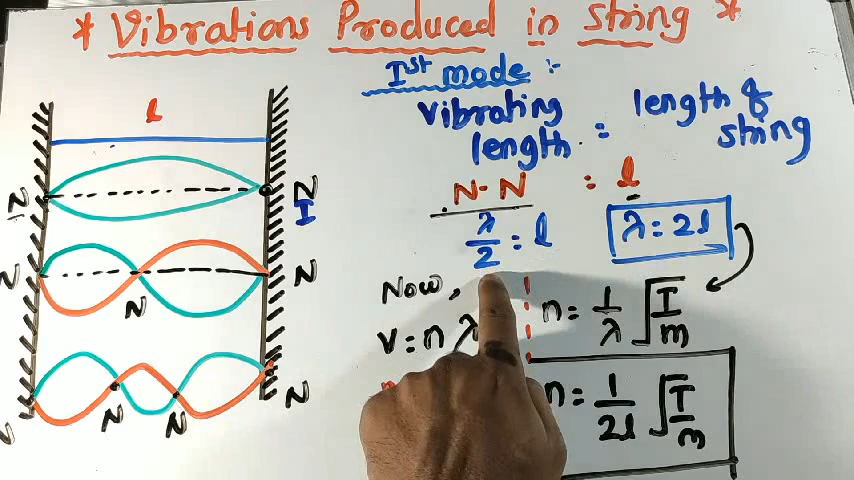 * Vibrations Produced in string *
Ist mode :-
vibrating length = length of string
N-N = l
λ/2 = l
λ = 2l
Now,
v = n λ
n = 1/λ √T/m
n = 1/2l √T/m
l
N N
I
N N
N
N
N N